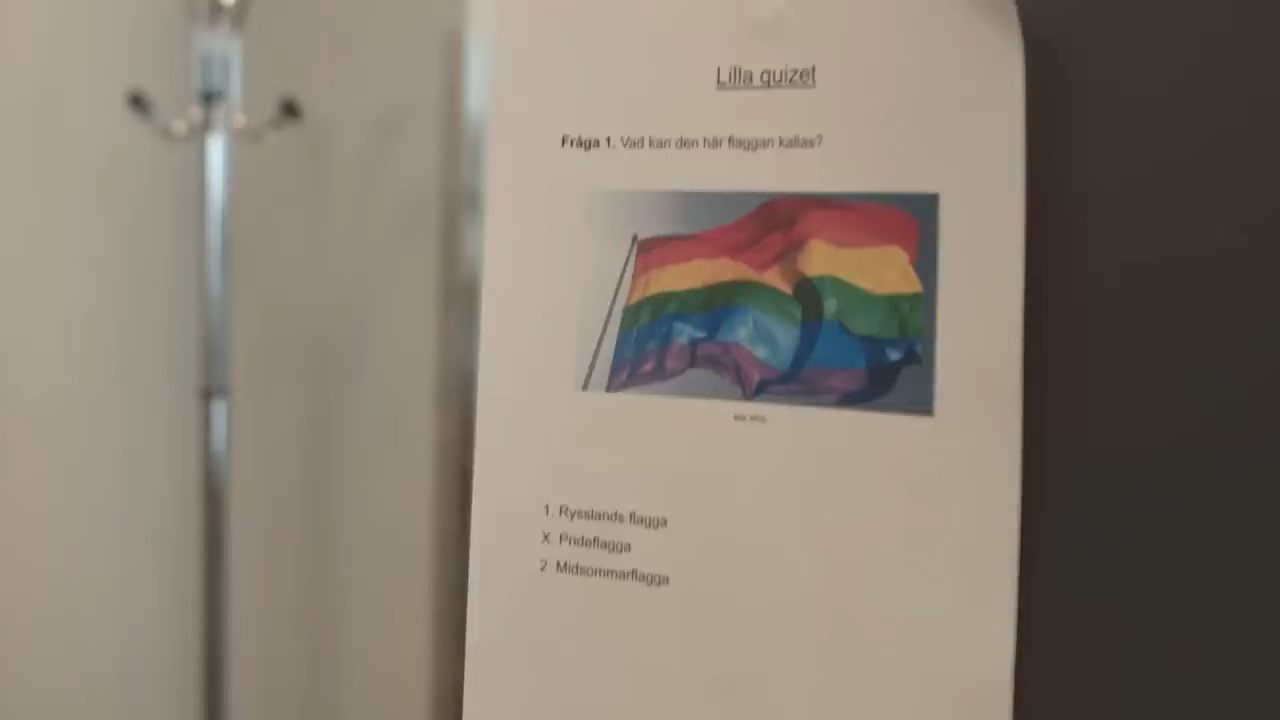 Lilla quizet
Fråga 1. Vad kan den här flaggan kallas?
1. Rysslands flagga
X. Prideflagga
2. Midsommarflagga